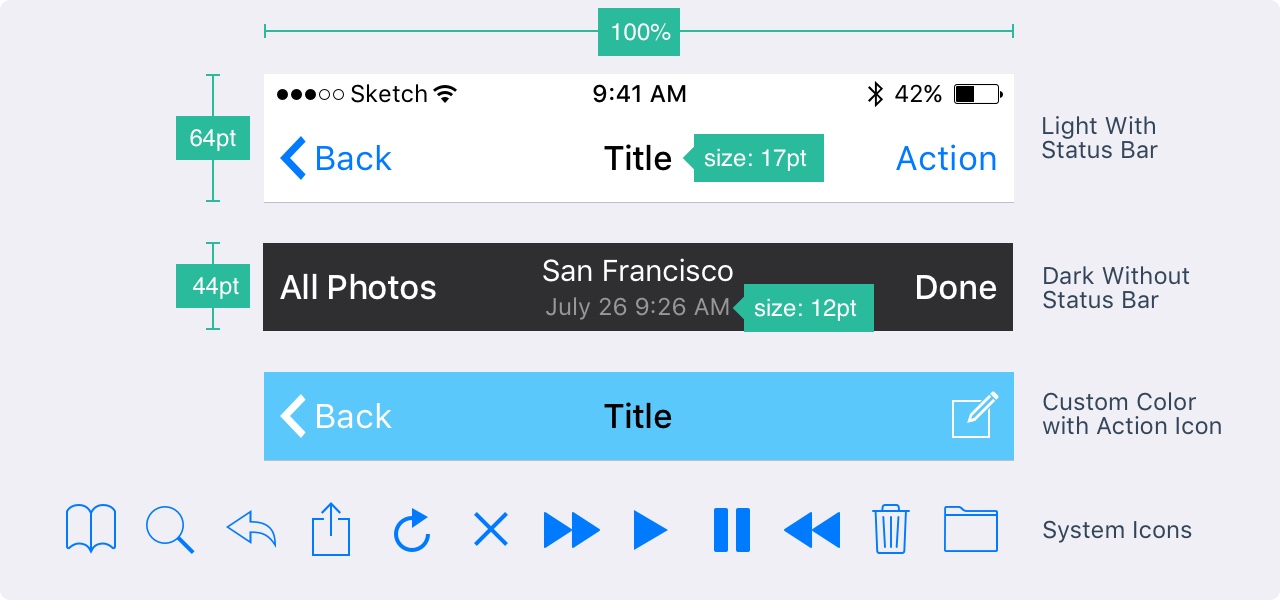 100%
Sketch 9:41 AM 42%
64pt
Back Title size: 17pt Action
Light With
Status Bar
44pt
All Photos San Francisco Done
July 26 9:26 AM size: 12pt
Dark Without
Status Bar
Back Title
Custom Color
with Action Icon
System Icons